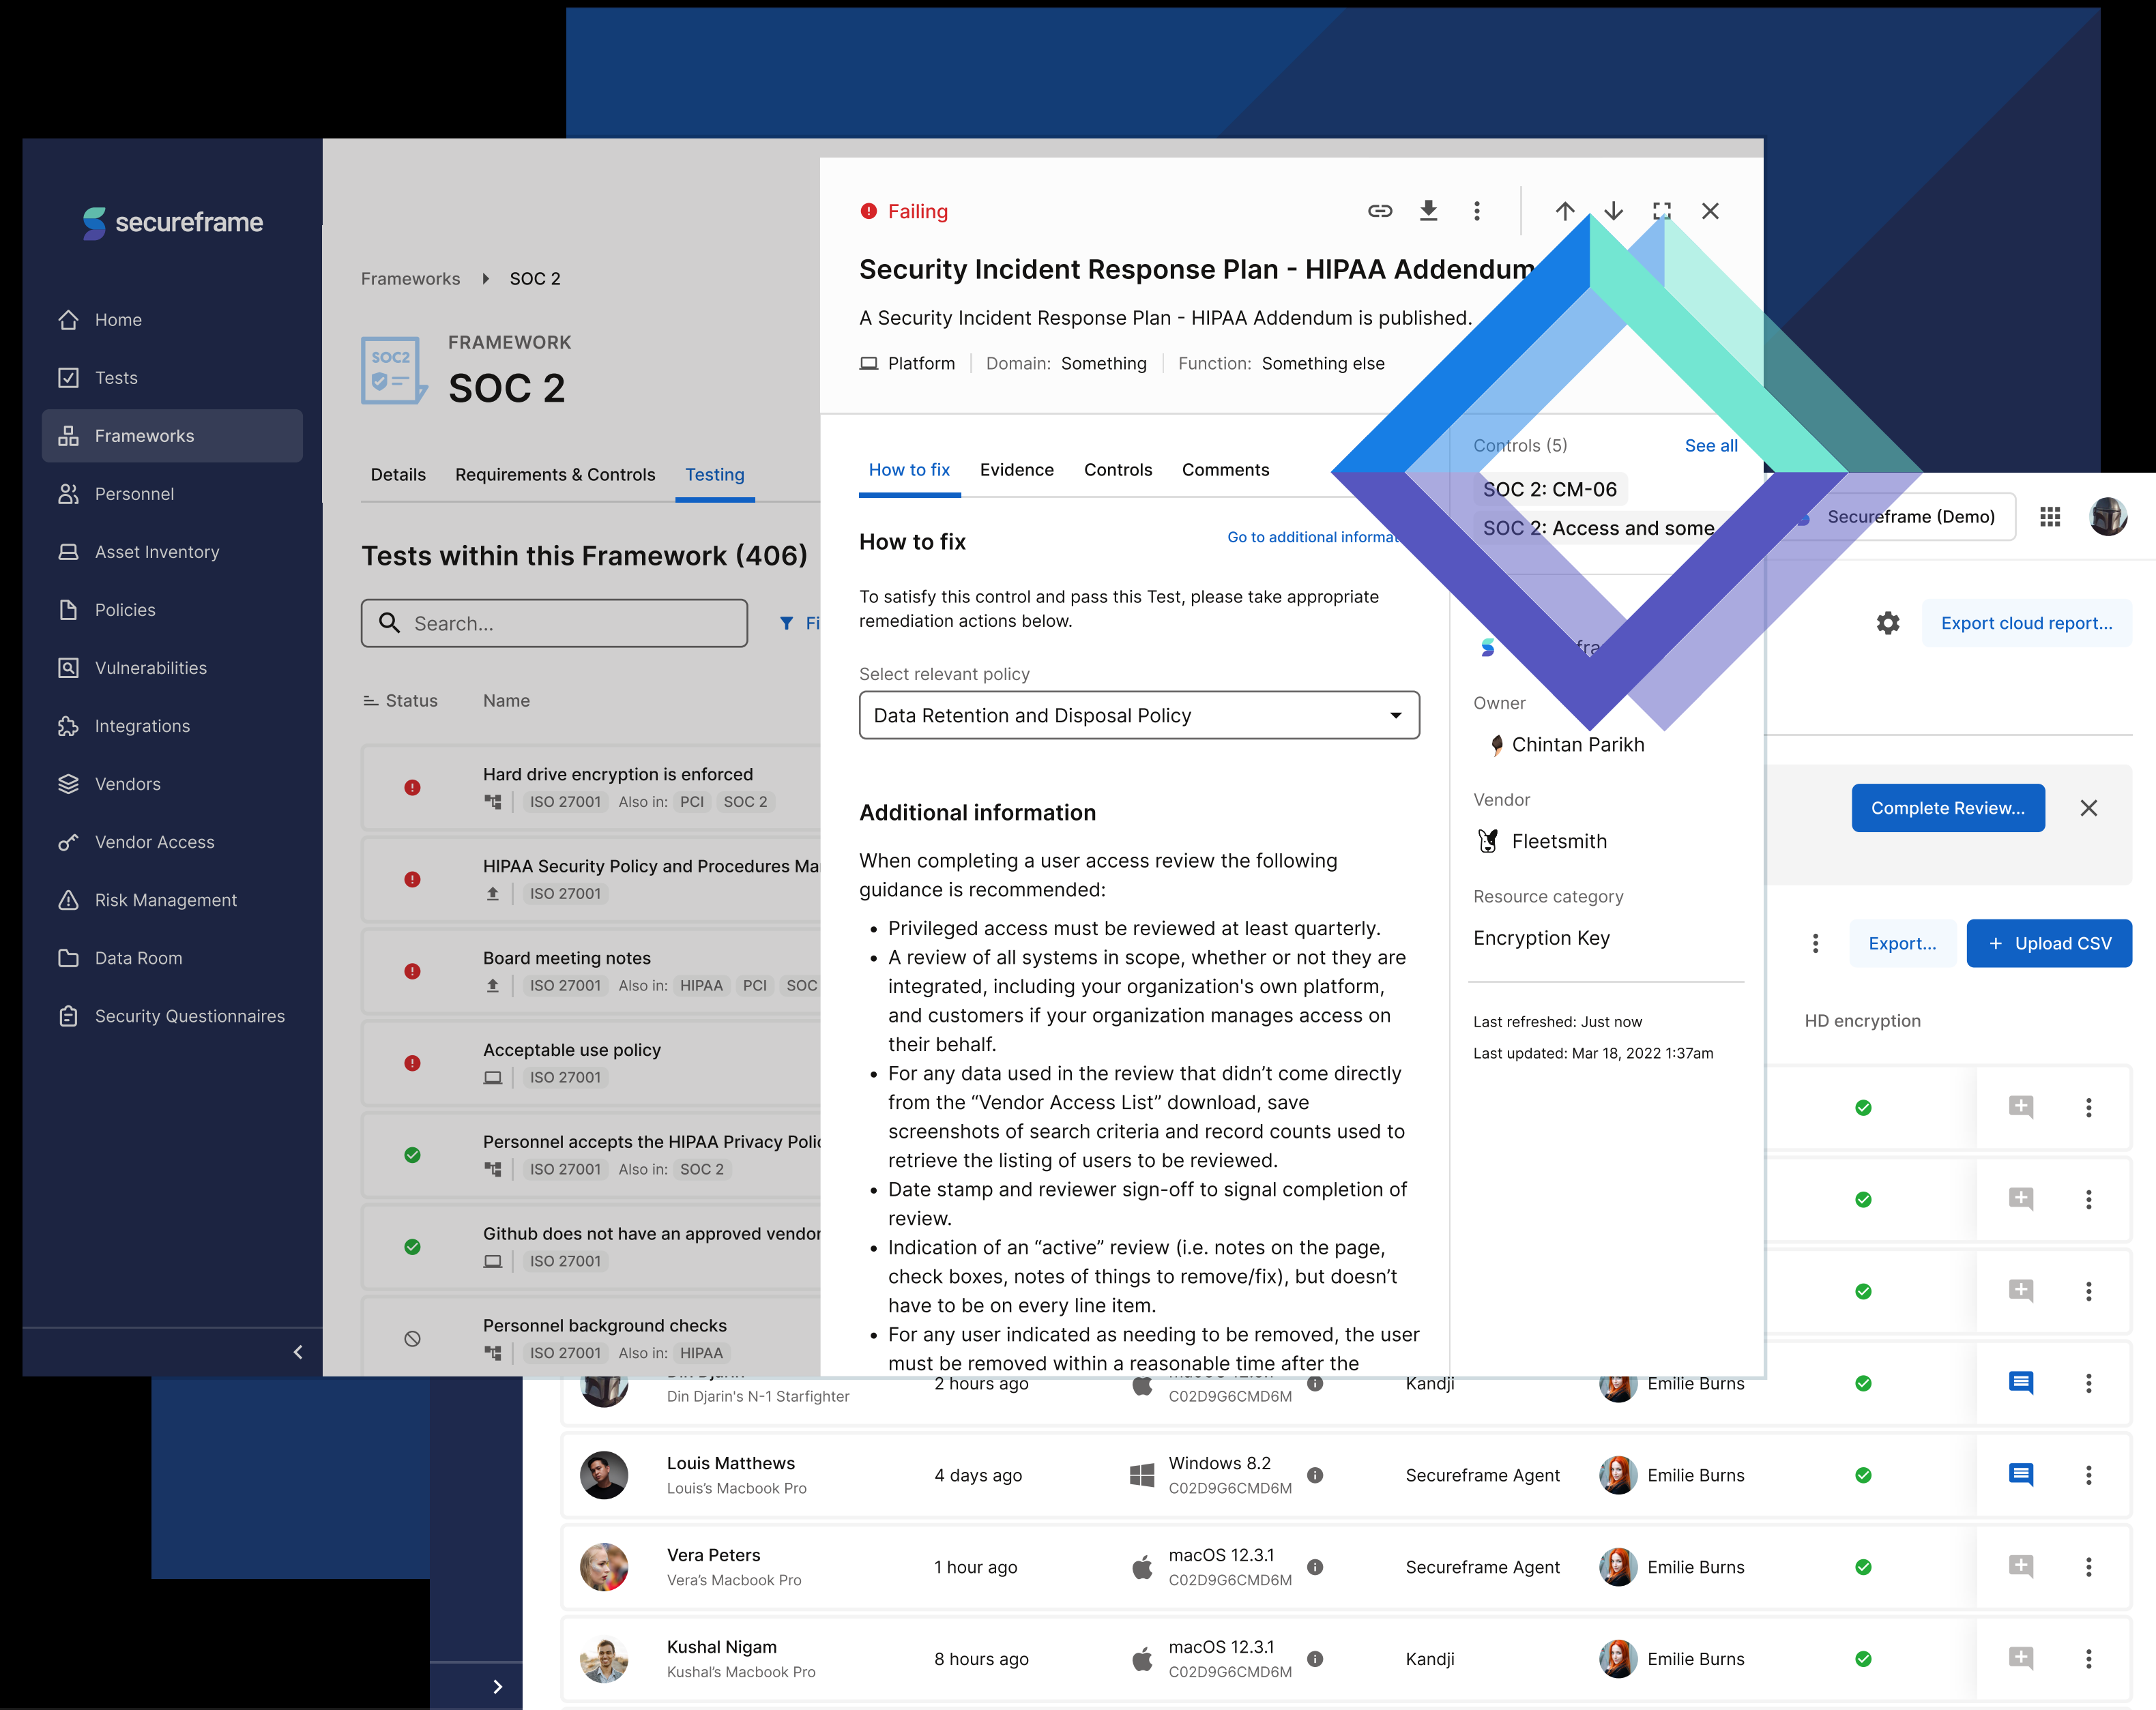 secureframe
Home
Tests
Frameworks
Personnel
Asset Inventory
Policies
Vulnerabilities
Integrations
Vendors
Vendor Access
Risk Management
Data Room
Security Questionnaires
Frameworks SOC 2
SOC2
FRAMEWORK
SOC 2
Details Requirements & Controls Testing
Tests within this Framework (406)
Search...
Status Name
Hard drive encryption is enforced
ISO 27001 Also in: PCI SOC 2
HIPAA Security Policy and Procedures
ISO 27001
Board meeting notes
ISO 27001 Also in: HIPAA PCI SOC
Acceptable use policy
ISO 27001
Personnel accepts the HIPAA Privacy
ISO 27001 Also in: SOC 2
Github does not have an approved
ISO 27001
Personnel background checks
ISO 27001 Also in: HIPAA
Failing
Security Incident Response Plan - HIPAA Addendum
A Security Incident Response Plan - HIPAA Addendum is published.
Platform Domain: Something Function: Something else
How to fix Evidence Controls Comments
How to fix
Go to additional
To satisfy this control and pass this Test, please take appropriate
remediation actions below.
Select relevant policy
Data Retention and Disposal Policy
Additional information
When completing a user access review the following
guidance is recommended:
• Privileged access must be reviewed at least quarterly.
• A review of all systems in scope, whether or not they are
integrated, including your organization's own platform,
and customers if your organization manages access on
their behalf.
• For any data used in the review that didn’t come directly
from the “Vendor Access List” download, save
screenshots of search criteria and record counts used to
retrieve the listing of users to be reviewed.
• Date stamp and reviewer sign-off to signal completion of
review.
• Indication of an “active” review (i.e. notes on the page,
check boxes, notes of things to remove/fix), but doesn’t
have to be on every line item.
• For any user indicated as needing to be removed, the user
must be removed within a reasonable time after the
Controls (5) See all
SOC 2: CM-06
SOC 2: Access and some
Owner
Chintan Parikh
Vendor
Fleetsmith
Resource category
Encryption Key
Last refreshed: Just now
Last updated: Mar 18, 2022 1:37am
Secureframe (Demo)
Export cloud report...
Complete Review...
Export... + Upload CSV
HD encryption
Din Djarin
Din Djarin's N-1 Starfighter
2 hours ago
C02D9G6CMD6M
Kandji
Emilie Burns
Louis Matthews
Louis’s Macbook Pro
4 days ago
Windows 8.2
C02D9G6CMD6M
Secureframe Agent
Emilie Burns
Vera Peters
Vera’s Macbook Pro
1 hour ago
macOS 12.3.1
C02D9G6CMD6M
Secureframe Agent
Emilie Burns
Kushal Nigam
Kushal’s Macbook Pro
8 hours ago
macOS 12.3.1
C02D9G6CMD6M
Kandji
Emilie Burns